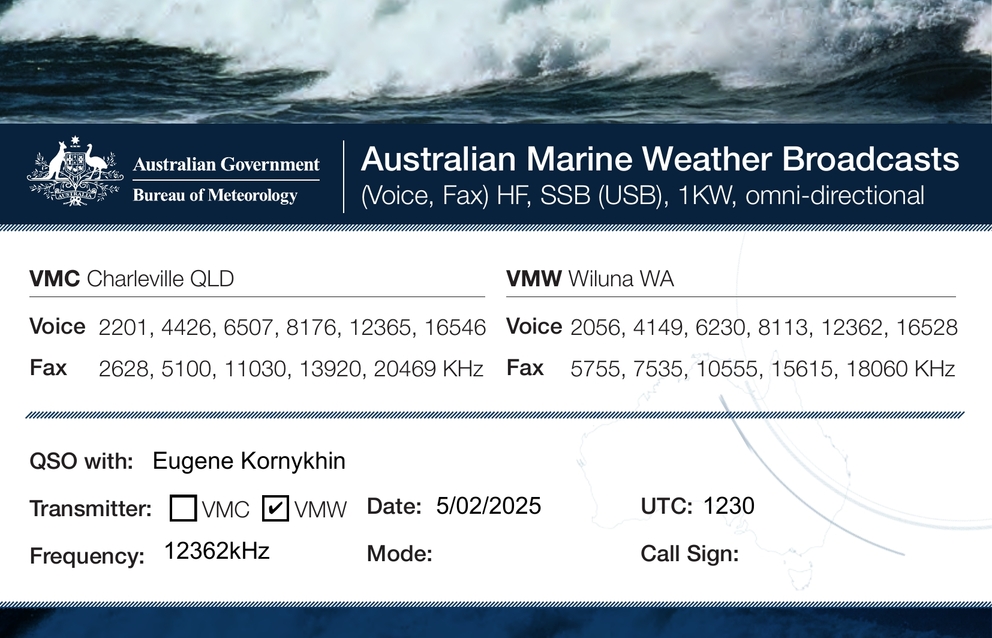 Australian Government
Bureau of Meteorology
Australian Marine Weather Broadcasts
(Voice, Fax) HF, SSB (USB), 1KW, omni-directional
VMC Charleville QLD
Voice 2201, 4426, 6507, 8176, 12365, 16546
Fax 2628, 5100, 11030, 13920, 20469 KHz
VMW Wiluna WA
Voice 2056, 4149, 6230, 8113, 12362, 16528
Fax 5755, 7535, 10555, 15615, 18060 KHz
QSO with: Eugene Kornykhin
Transmitter: VMC ✔ VMW Date: 5/02/2025 UTC: 1230
Frequency: 12362kHz Mode: Call Sign: